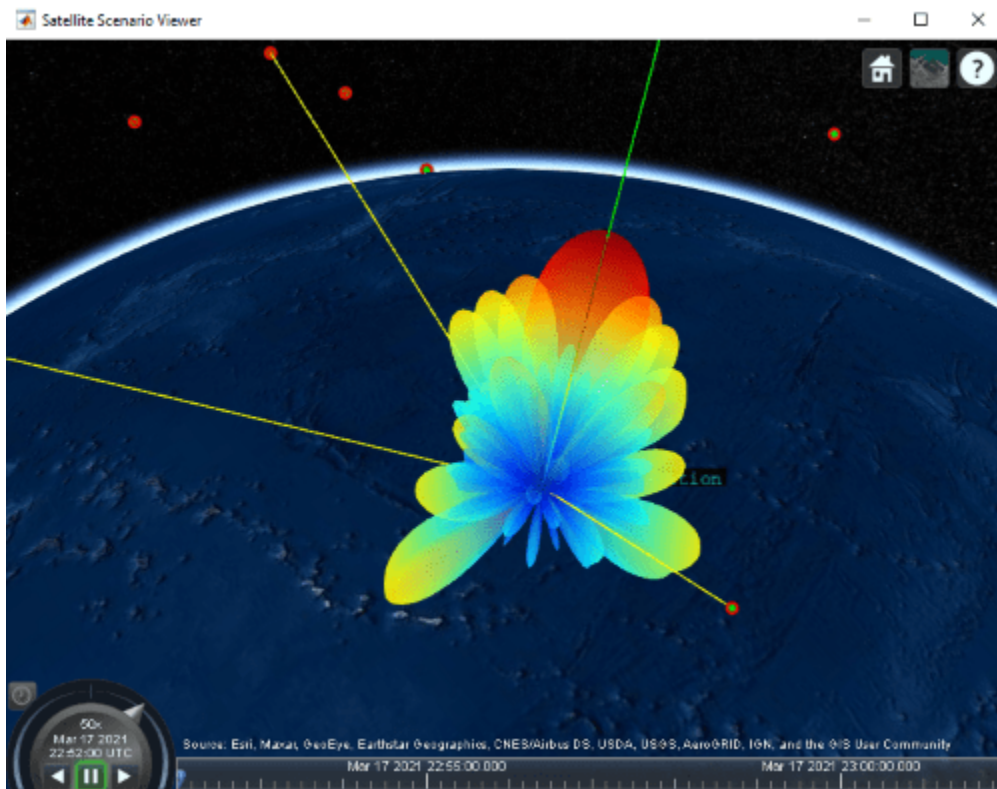 Satellite Scenario Viewer
?
tion
50x
Mar 17 2021
22:52:00 UTC
Source: Esri, Maxar, GeoEye, Earthstar Geographics, CNES/Airbus DS, USDA, USGS, AeroGRID, IGN, and the GIS User Community
Mar 17 2021 22:55:00.000
Mar 17 2021 23:00:00.000